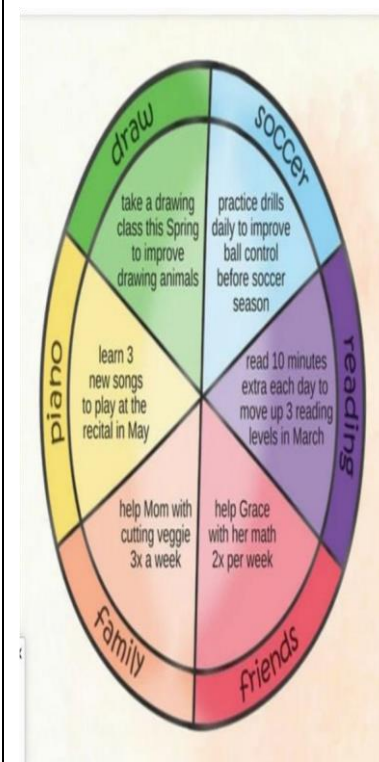 draw
take a drawing
class this Spring
to improve
drawing animals
soccer
practice drills
daily to improve
ball control
before soccer
season
reading
read 10 minutes
extra each day to
move up 3 reading
levels in March
friends
help Grace
with her math
2x per week
family
help Mom with
cutting veggie
3x a week
piano
learn 3
new songs
to play at the
recital in May